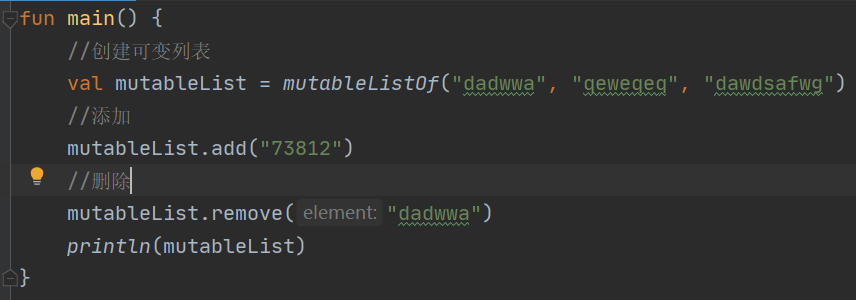 fun main() {
//创建可变列表
val mutableList = mutableListOf("dadwwa", "qeweqeq", "dawdsafwg")
//添加
mutableList.add("73812")
//删除
mutableList.remove( element: "dadwwa")
println(mutableList)
}